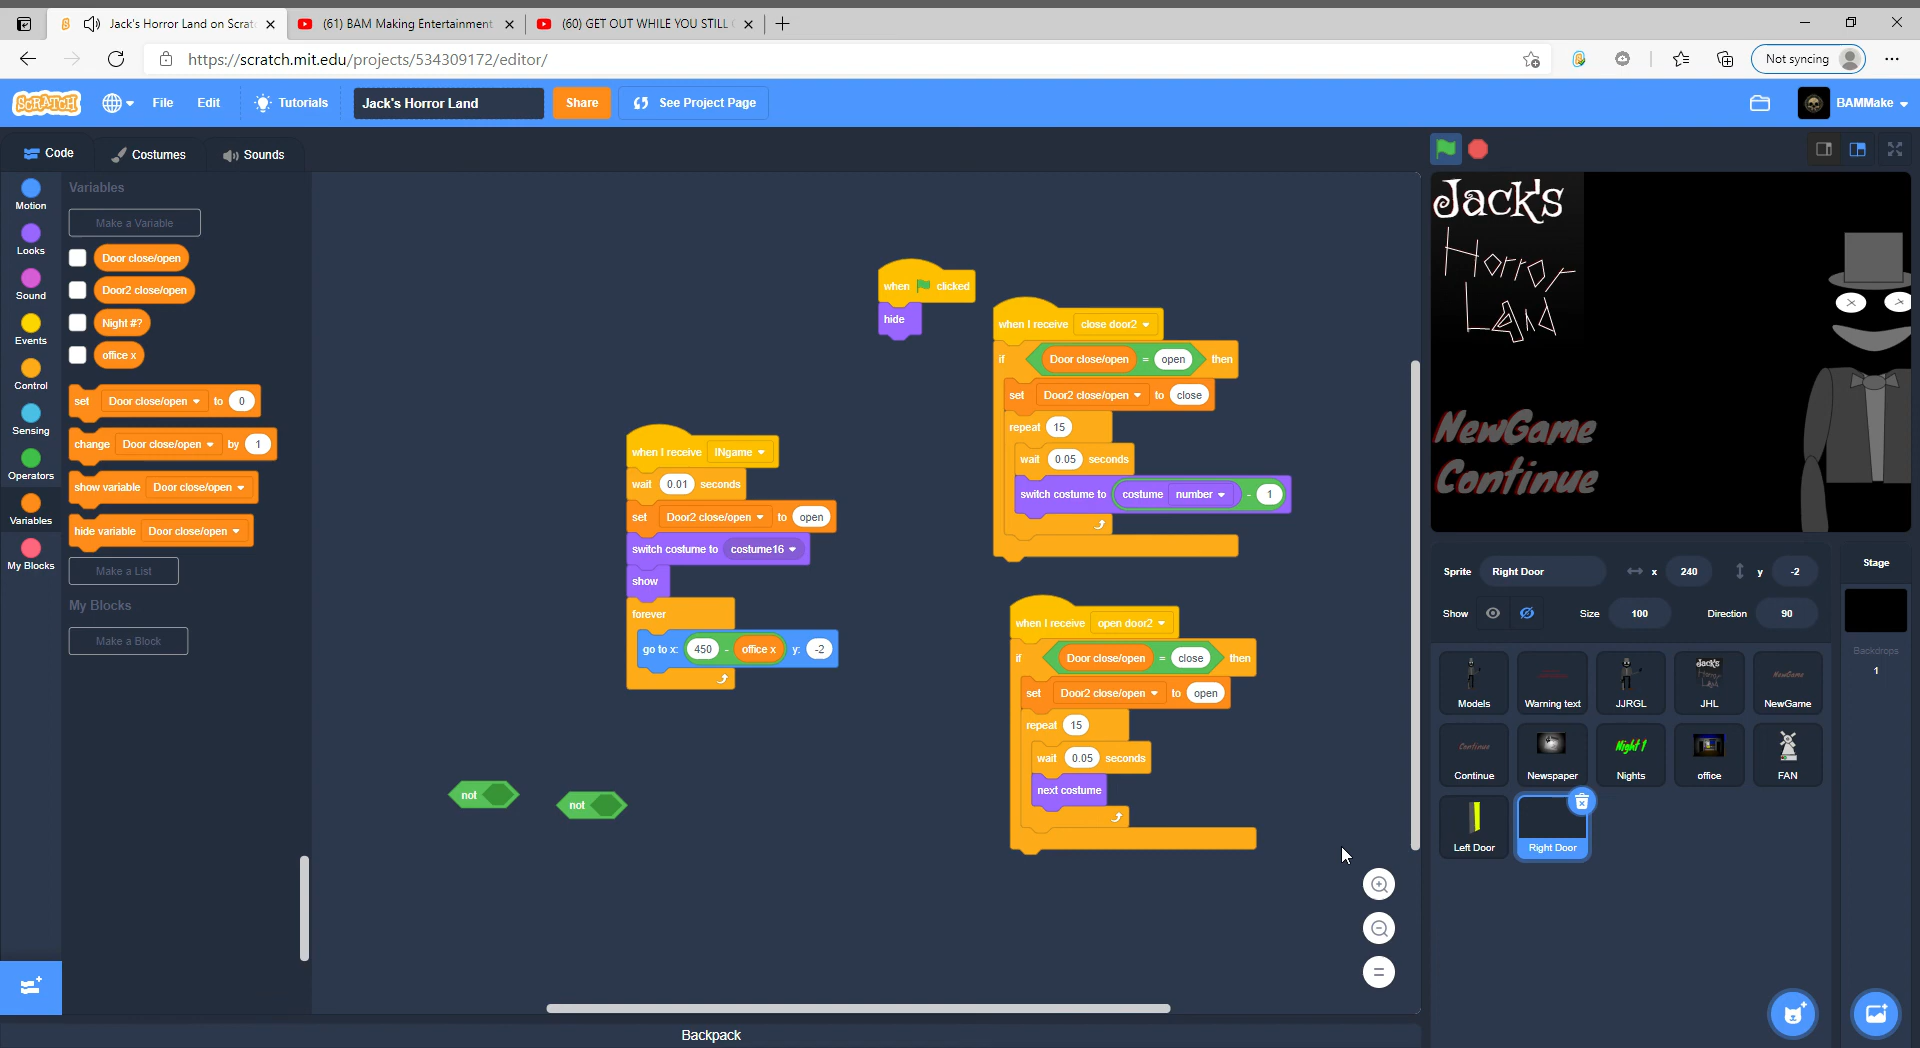 Jack's Horror Land on Scrat
(61) BAM Making Entertainment
(60) GET OUT WHILE YOU STILL
https://scratch.mit.edu/projects/534309172/editor/
Not syncing
SCRATCH
File
Edit
Tutorials
Jack's Horror Land
Share
See Project Page
BAMMake
Code
Costumes
Sounds
Motion
Looks
Sound
Events
Control
Sensing
Operators
Variables
My Blocks
Variables
Make a Variable
Door close/open
Door2 close/open
Night #?
office x
set Door close/open to 0
change Door close/open by 1
show variable Door close/open
hide variable Door close/open
Make a List
My Blocks
Make a Block
when clicked
hide
when I receive INgame
wait 0.01 seconds
set Door2 close/open to open
switch costume to costume16
show
forever
go to x: 450 - office x y: -2
not
not
when I receive close door2
if Door close/open = open then
set Door2 close/open to close
repeat 15
wait 0.05 seconds
switch costume to costume number - 1
when I receive open door2
if Door close/open = close then
set Door2 close/open to open
repeat 15
wait 0.05 seconds
next costume
Backpack
Jack's
Horror
Land
NewGame
Continue
Sprite Right Door x 240 y -2
Show Size 100 Direction 90
Stage
Backdrops
1
Models
Warning text
JJRGL
Jack's
Horror
Land
JHL
NewGame
NewGame
Continue
Continue
Newspaper
Night 1
Nights
office
FAN
Left Door
Right Door